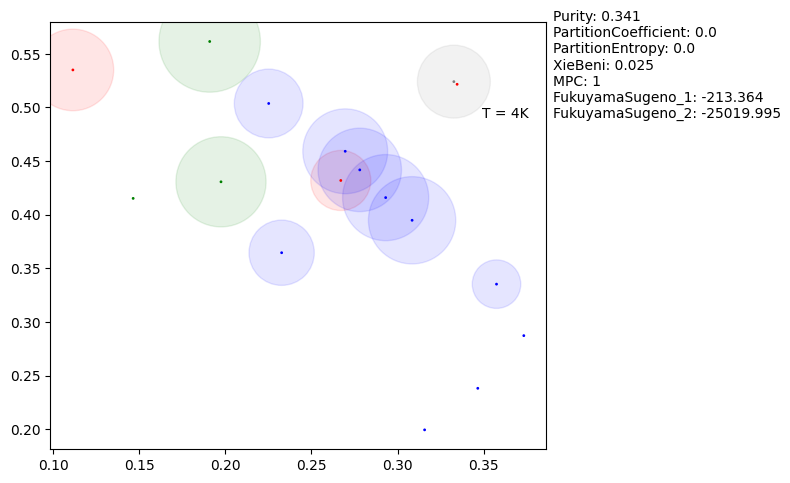 Purity: 0.341
PartitionCoefficient: 0.0
PartitionEntropy: 0.0
XieBeni: 0.025
MPC: 1
FukuyamaSugeno_1: -213.364
FukuyamaSugeno_2: -25019.995
T = 4K
0.55
0.50
0.45
0.40
0.35
0.30
0.25
0.20
0.10 0.15 0.20 0.25 0.30 0.35